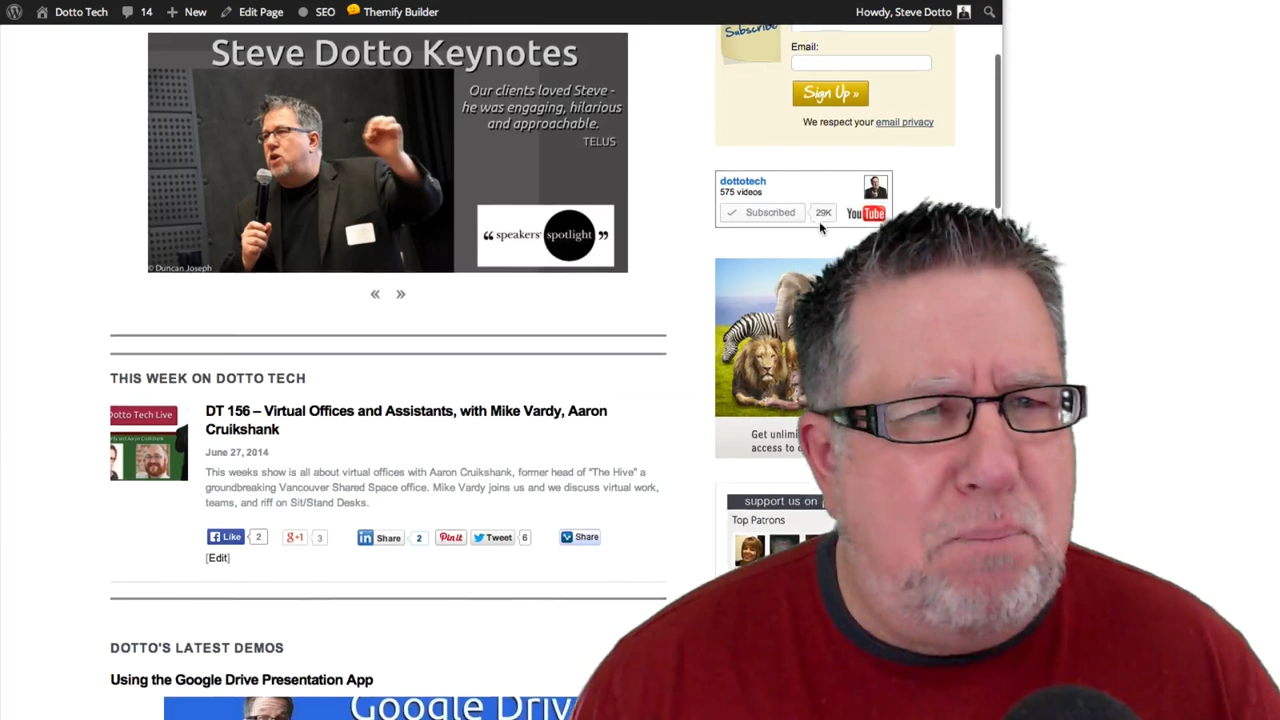 Dotto Tech 14 New Edit Page SEO Themify Builder Howdy, Steve Dotto
Steve Dotto Keynotes
Our clients loved Steve -
he was engaging, hilarious
and approachable.
TELUS
“ speakers' spotlight ”
© Duncan Joseph
« »
THIS WEEK ON DOTTO TECH
Dotto Tech Live
and Aaron Cruikshank
DT 156 – Virtual Offices and Assistants, with Mike Vardy, Aaron
Cruikshank
June 27, 2014
This weeks show is all about virtual offices with Aaron Cruikshank, former head of "The Hive" a
groundbreaking Vancouver Shared Space office. Mike Vardy joins us and we discuss virtual work,
teams, and riff on Sit/Stand Desks.
Like 2 g+1 3 in Share 2 Pin it Tweet 6 Share
[Edit]
DOTTO'S LATEST DEMOS
Using the Google Drive Presentation App
Google Driv
Subscribe
Email:
Sign Up »
We respect your email privacy
dottotech
575 videos
Subscribed 29K YouTube
Get unlimi
access to
support us on
Top Patrons